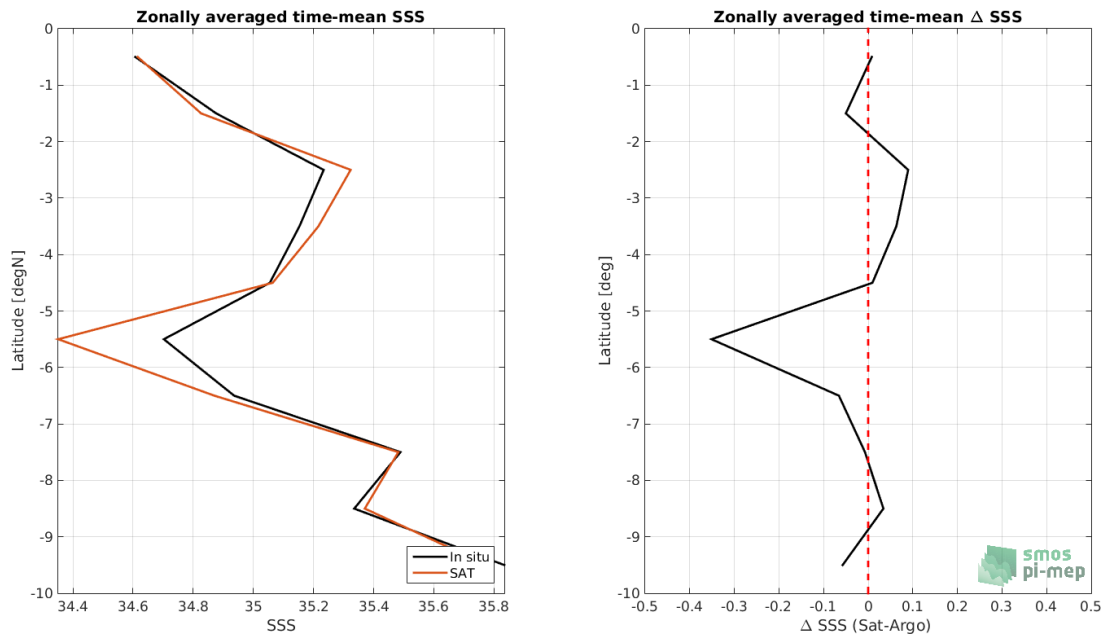 Zonally averaged time-mean SSS
0
-1
-2
-3
-4
-5
-6
-7
-8
-9
-10
Latitude [degN]
34.4 34.6 34.8 35 35.2 35.4 35.6 35.8
SSS
In situ
SAT
Zonally averaged time-mean Δ SSS
0
-1
-2
-3
-4
-5
-6
-7
-8
-9
-10
Latitude [deg]
-0.5 -0.4 -0.3 -0.2 -0.1 0 0.1 0.2 0.3 0.4 0.5
Δ SSS (Sat-Argo)
smos
pi-mep